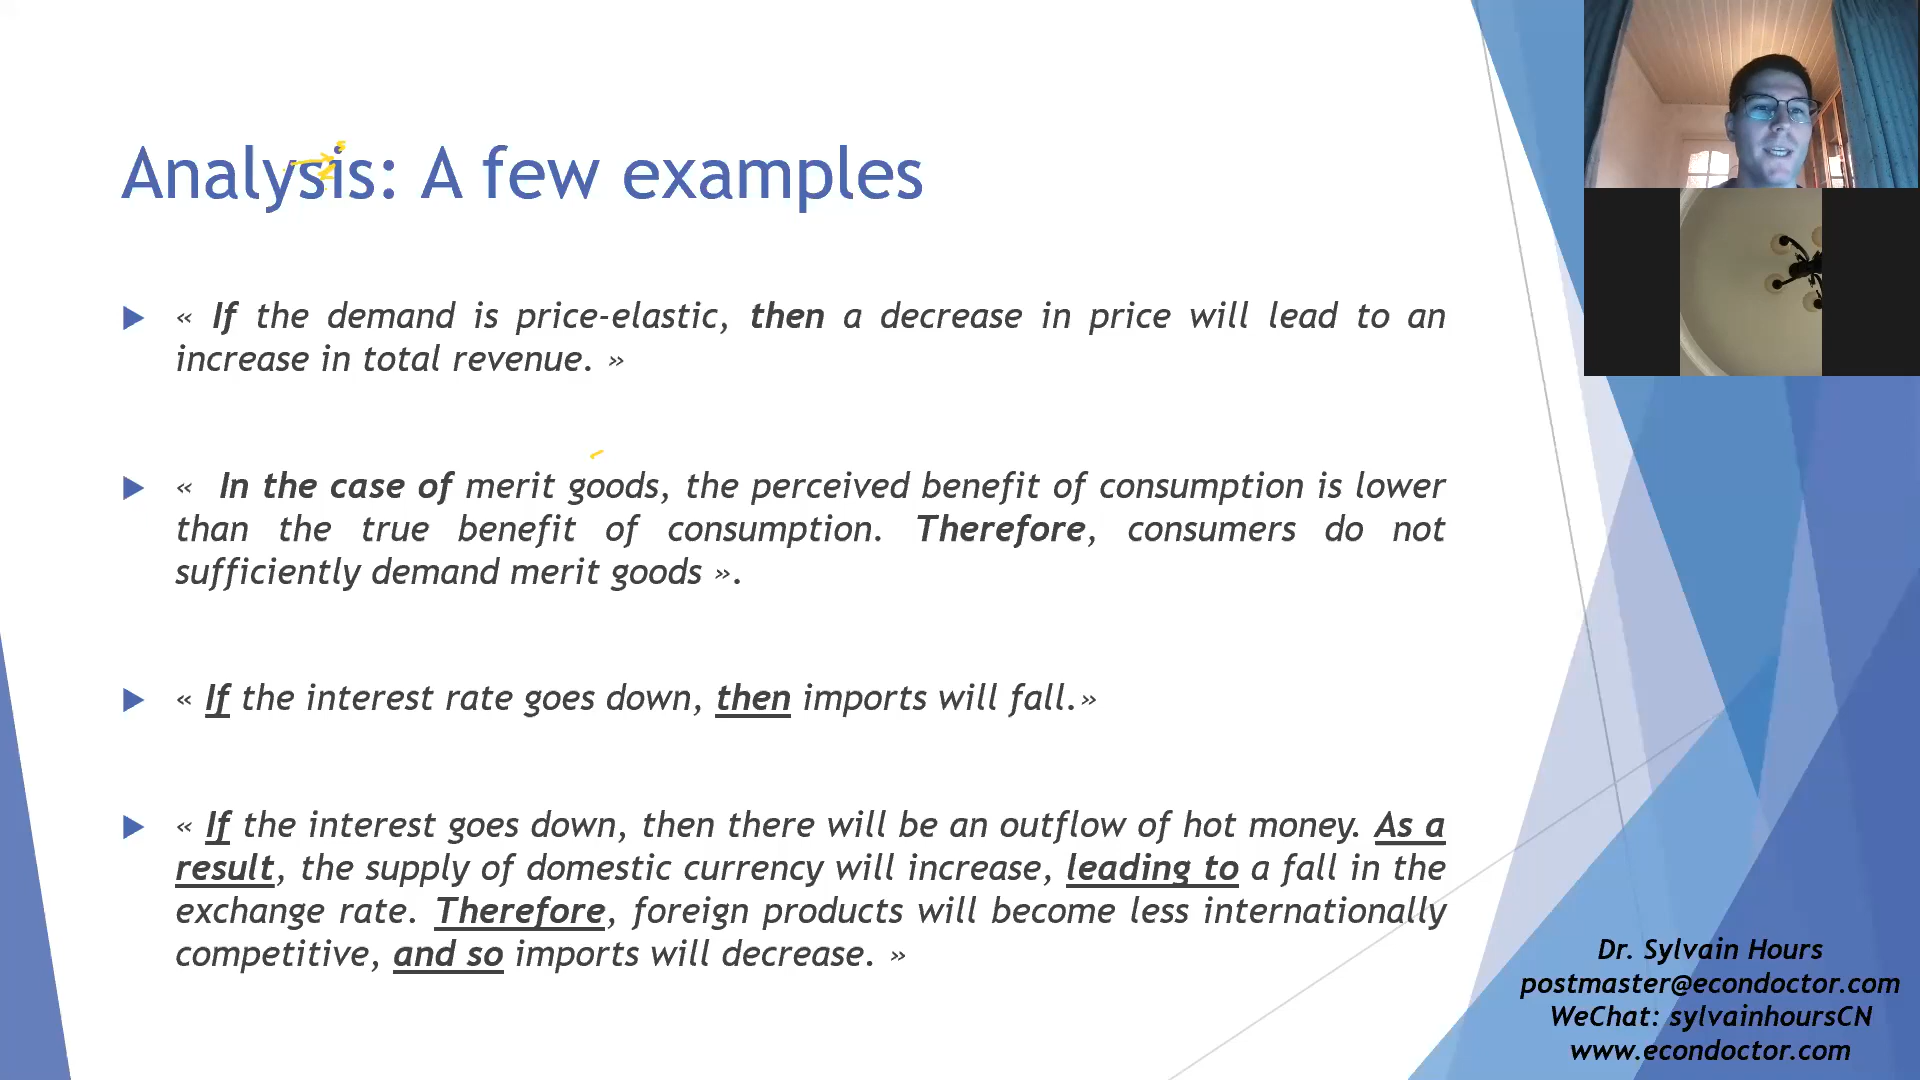 Analysis: A few examples
« If the demand is price-elastic, then a decrease in price will lead to an
increase in total revenue. »
« In the case of merit goods, the perceived benefit of consumption is lower
than the true benefit of consumption. Therefore, consumers do not
sufficiently demand merit goods ».
« If the interest rate goes down, then imports will fall.»
« If the interest goes down, then there will be an outflow of hot money. As a
result, the supply of domestic currency will increase, leading to a fall in the
exchange rate. Therefore, foreign products will become less internationally
competitive, and so imports will decrease. »
Dr. Sylvain Hours
postmaster@econdoctor.com
WeChat: sylvainhoursCN
www.econdoctor.com